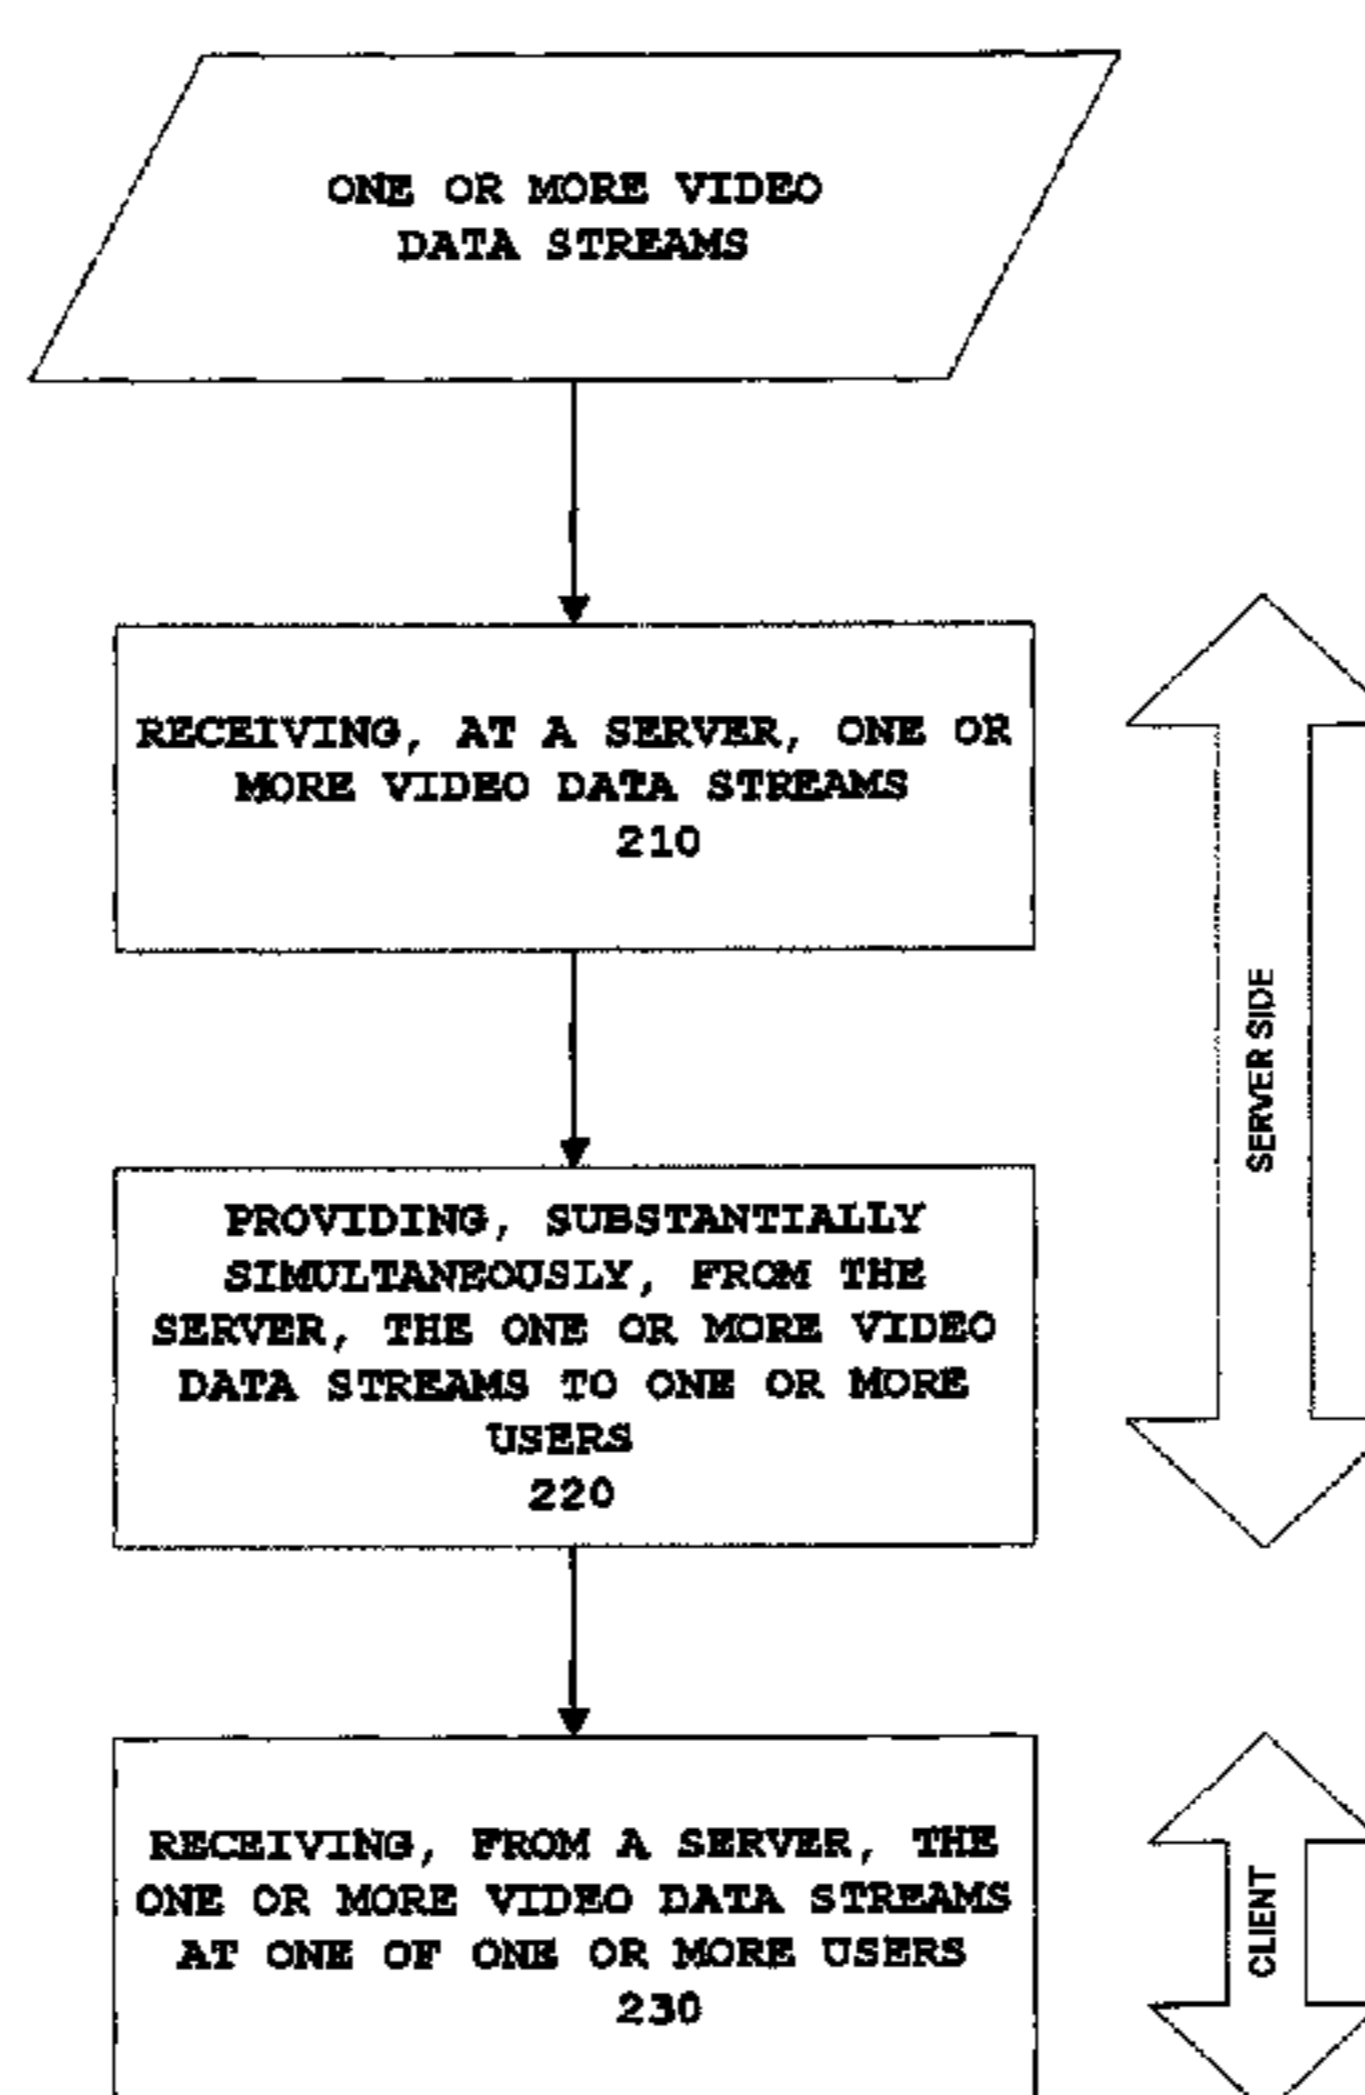 ONE OR MORE VIDEO
DATA STREAMS
RECEIVING, AT A SERVER, ONE OR
MORE VIDEO DATA STREAMS
210
SERVER SIDE
PROVIDING, SUBSTANTIALLY
SIMULTANEOUSLY, FROM THE
SERVER, THE ONE OR MORE VIDEO
DATA STREAMS TO ONE OR MORE
USERS
220
RECEIVING, FROM A SERVER, THE
ONE OR MORE VIDEO DATA STREAMS
AT ONE OF ONE OR MORE USERS
230
CLIENT